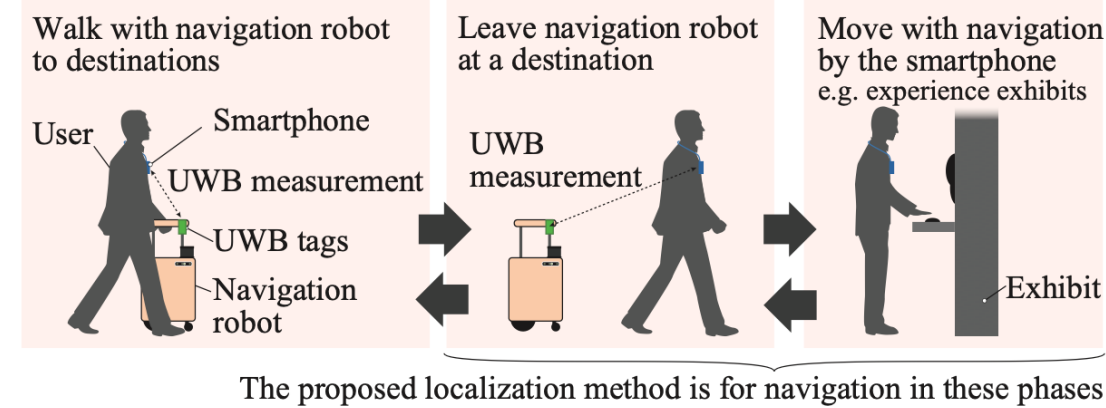 Walk with navigation robot
to destinations
User
Smartphone
UWB measurement
UWB tags
Navigation
robot
Leave navigation robot
at a destination
UWB
measurement
Move with navigation
by the smartphone
e.g. experience exhibits
Exhibit
The proposed localization method is for navigation in these phases